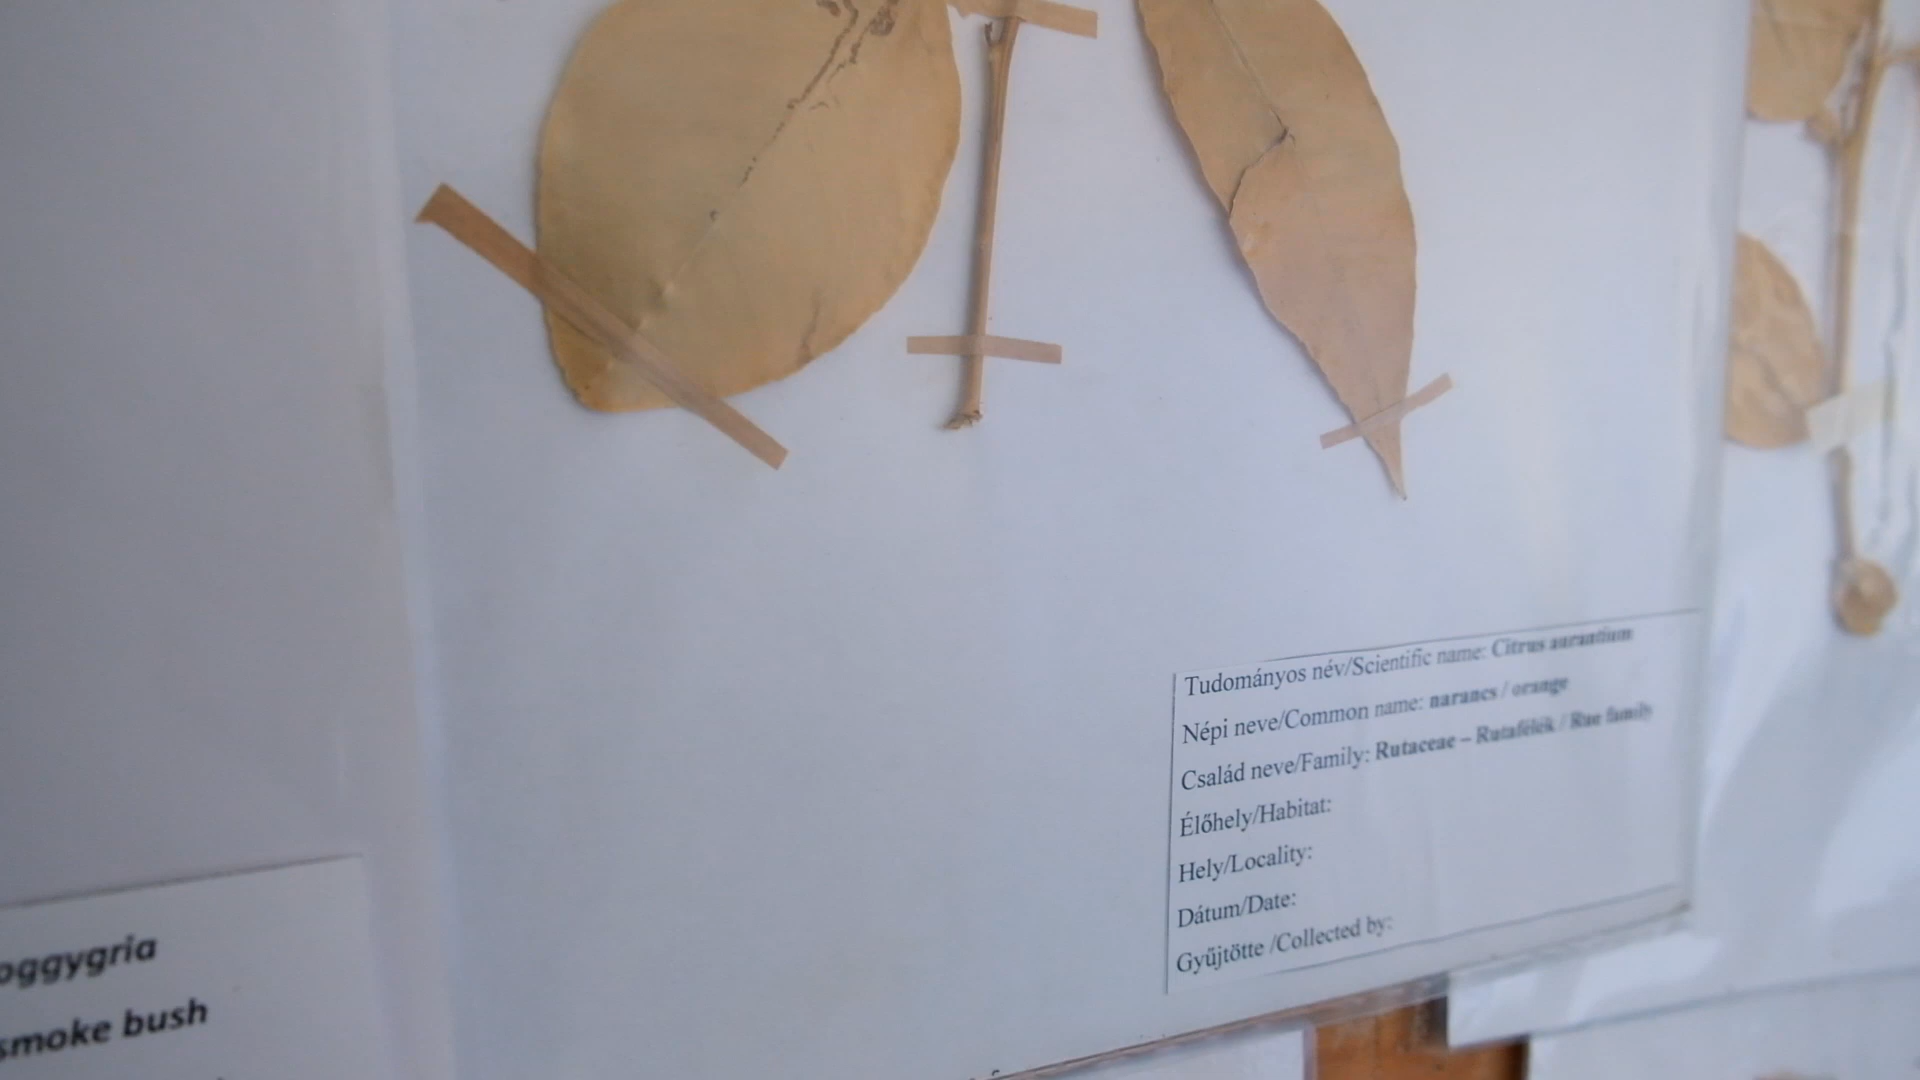 Tudományos név/Scientific name: Citrus aurantium
Népi neve/Common name: narancs / orange
Család neve/Family: Rutaceae – Rutafélék / Rue family
Élőhely/Habitat:
Hely/Locality:
Dátum/Date:
Gyűjtötte /Collected by:
oggygria
smoke bush